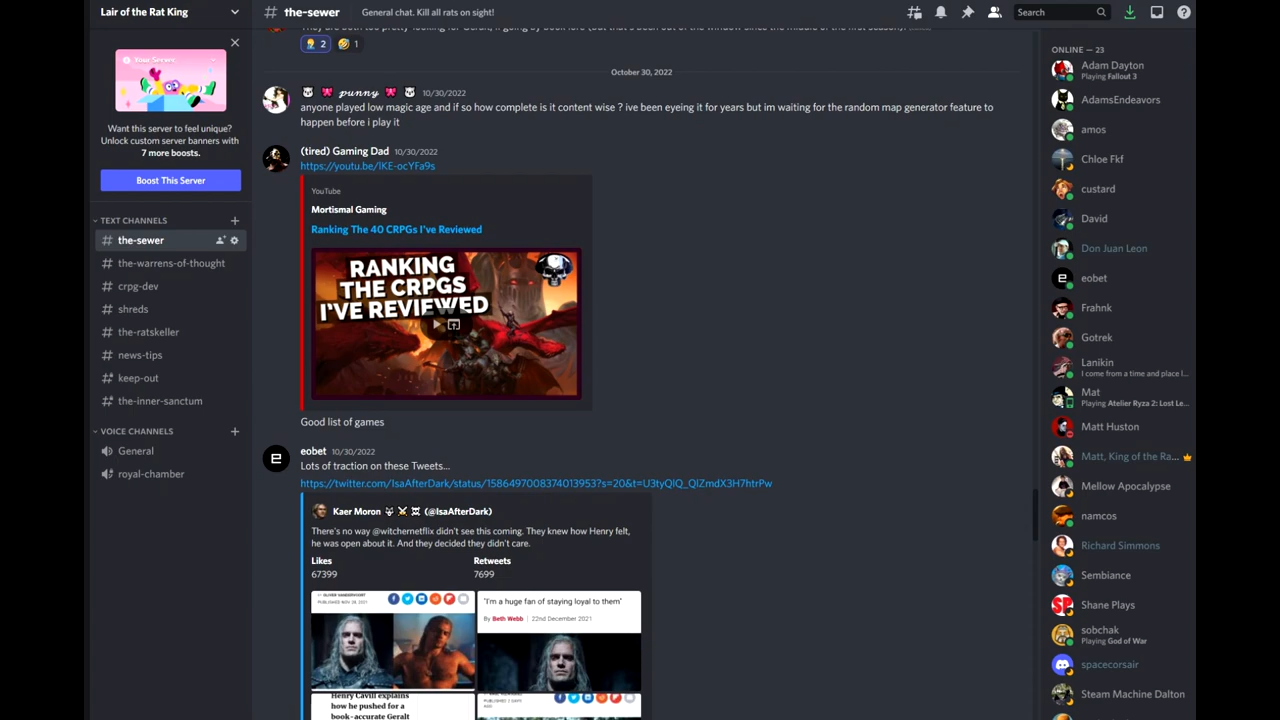 Lair of the Rat King
the-sewer
General chat. Kill all rats on sight!
Search
Your Server
Want this server to feel unique?
Unlock custom server banners with
7 more boosts.
Boost This Server
TEXT CHANNELS
the-sewer
the-warrens-of-thought
crpg-dev
shreds
the-ratskeller
news-tips
keep-out
the-inner-sanctum
VOICE CHANNELS
General
royal-chamber
2
1
October 30, 2022
𝓅𝓊𝓃𝓃𝓎 10/30/2022
anyone played low magic age and if so how complete is it content wise ? ive been eyeing it for years but im waiting for the random map generator feature to
happen before i play it
(tired) Gaming Dad 10/30/2022
https://youtu.be/IKE-ocYFa9s
YouTube
Mortismal Gaming
Ranking The 40 CRPGs I've Reviewed
RANKING
THE CRPGS
I'VE REVIEWED
Good list of games
eobet 10/30/2022
Lots of traction on these Tweets...
https://twitter.com/IsaAfterDark/status/1586497008374013953?s=20&t=U3tyQlQ_QlZmdX3H7htrPw
Kaer Moron (@IsaAfterDark)
There's no way @witchernetflix didn't see this coming. They knew how Henry felt,
he was open about it. And they decided they didn't care.
Likes Retweets
67399 7699
'I'm a huge fan of staying loyal to them'
By Beth Webb | 22nd December 2021
Henry Cavill explains
how he pushed for a
book-accurate Geralt
ONLINE — 23
Adam Dayton
Playing Fallout 3
AdamsEndeavors
amos
Chloe Fkf
custard
David
Don Juan Leon
eobet
Frahnk
Gotrek
Lanikin
I come from a time and place l...
Mat
Playing Atelier Ryza 2: Lost Le...
Matt Huston
Matt, King of the Ra...
Mellow Apocalypse
namcos
Richard Simmons
Sembiance
Shane Plays
sobchak
Playing God of War
spacecorsair
Steam Machine Dalton